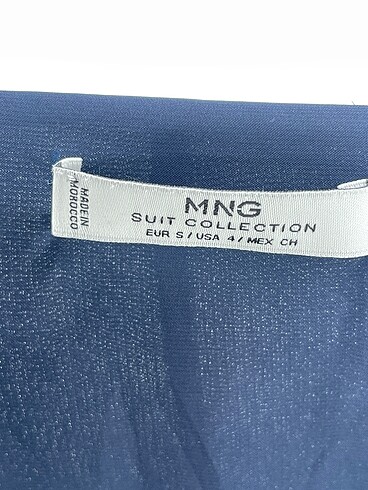 MNG
SUIT COLLECTION
EUR S / USA 4 / MEX CH
MADE IN
MOROCCO